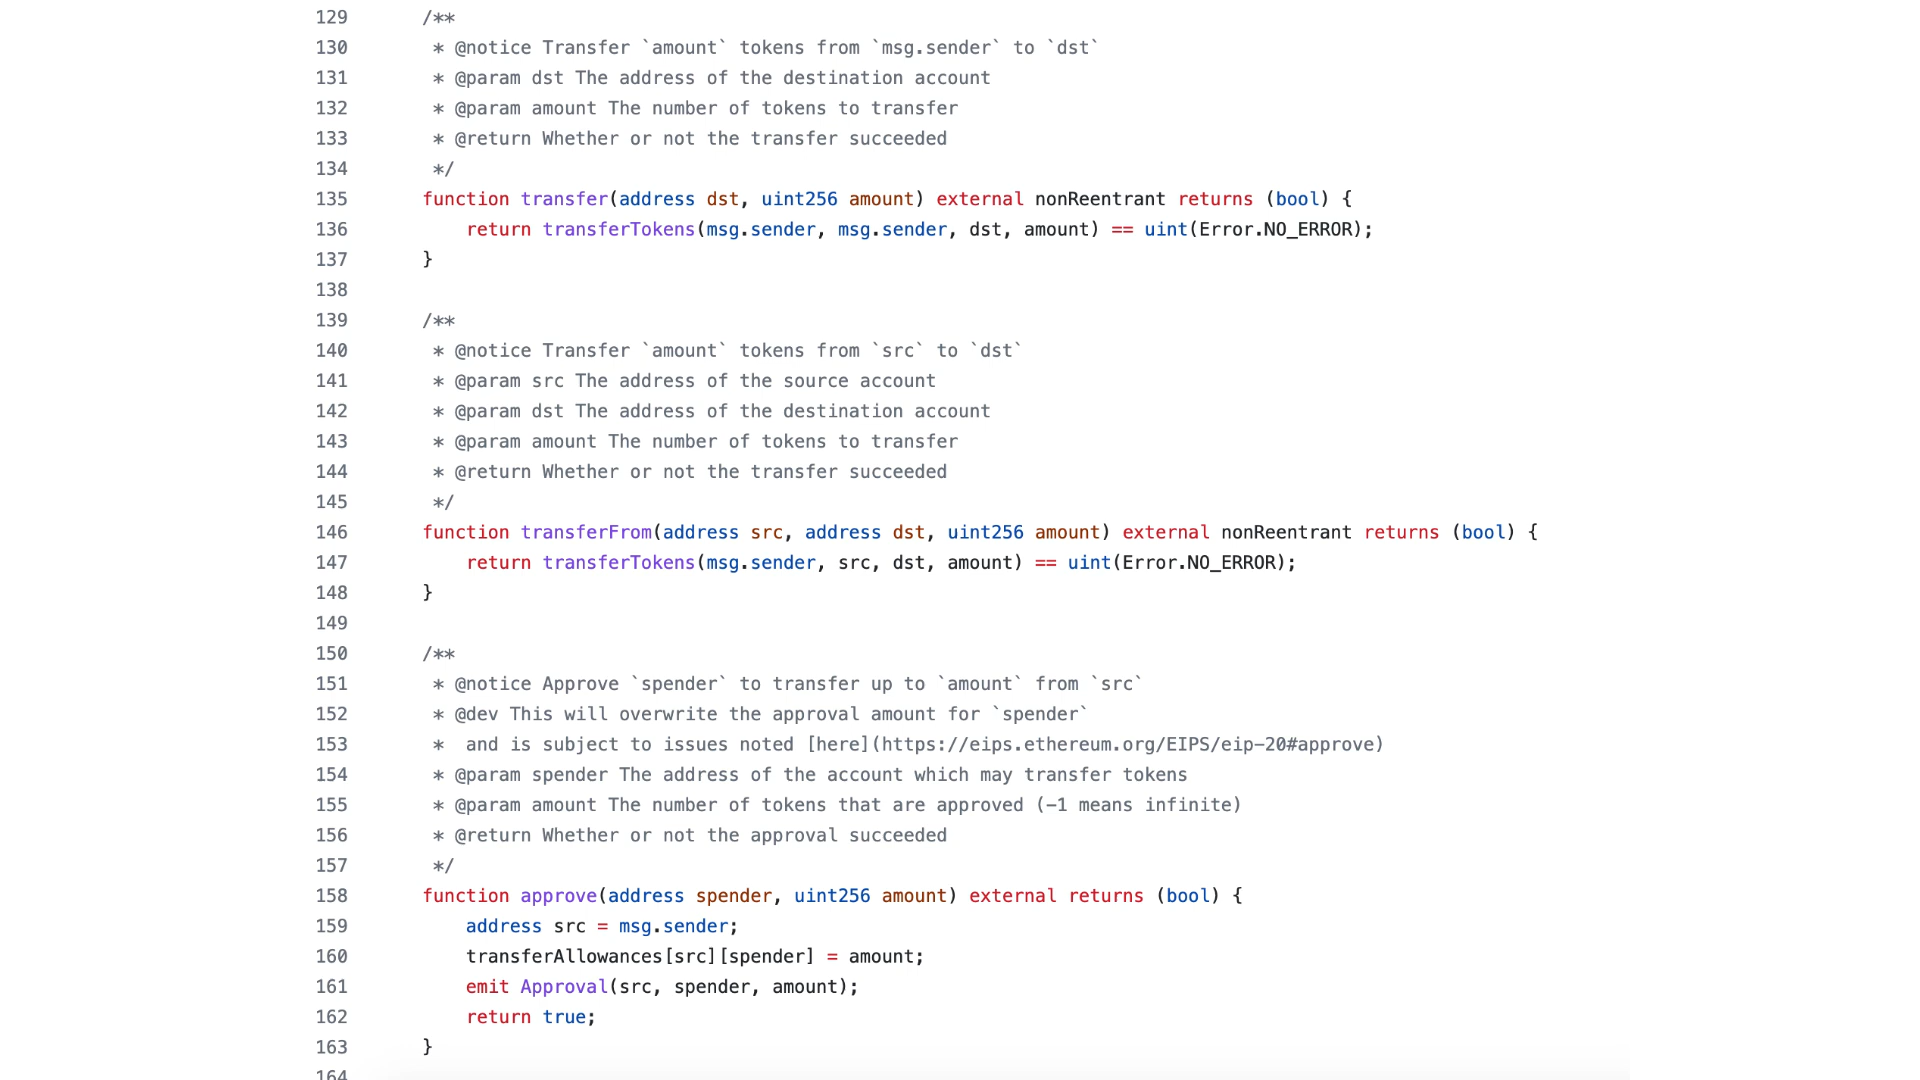 129 /**
130 * @notice Transfer `amount` tokens from `msg.sender` to `dst`
131 * @param dst The address of the destination account
132 * @param amount The number of tokens to transfer
133 * @return Whether or not the transfer succeeded
134 */
135 function transfer(address dst, uint256 amount) external nonReentrant returns (bool) {
136 return transferTokens(msg.sender, msg.sender, dst, amount) == uint(Error.NO_ERROR);
137 }
138
139 /**
140 * @notice Transfer `amount` tokens from `src` to `dst`
141 * @param src The address of the source account
142 * @param dst The address of the destination account
143 * @param amount The number of tokens to transfer
144 * @return Whether or not the transfer succeeded
145 */
146 function transferFrom(address src, address dst, uint256 amount) external nonReentrant returns (bool) {
147 return transferTokens(msg.sender, src, dst, amount) == uint(Error.NO_ERROR);
148 }
149
150 /**
151 * @notice Approve `spender` to transfer up to `amount` from `src`
152 * @dev This will overwrite the approval amount for `spender`
153 * and is subject to issues noted [here](https://eips.ethereum.org/EIPS/eip-20#approve)
154 * @param spender The address of the account which may transfer tokens
155 * @param amount The number of tokens that are approved (-1 means infinite)
156 * @return Whether or not the approval succeeded
157 */
158 function approve(address spender, uint256 amount) external returns (bool) {
159 address src = msg.sender;
160 transferAllowances[src][spender] = amount;
161 emit Approval(src, spender, amount);
162 return true;
163 }
164